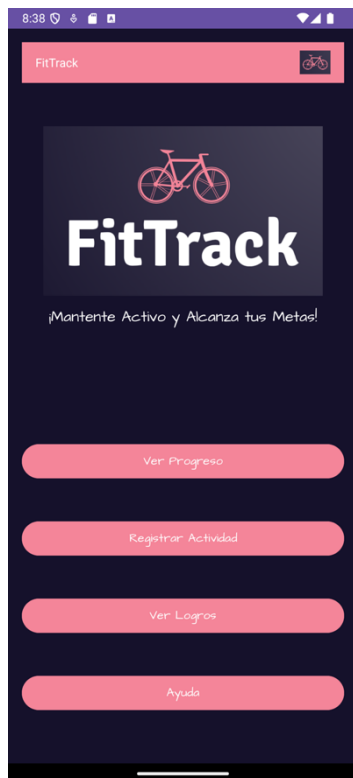 8:38
FitTrack
FitTrack
¡Mantente Activo y Alcanza tus Metas!
Ver Progreso
Registrar Actividad
Ver Logros
Ayuda